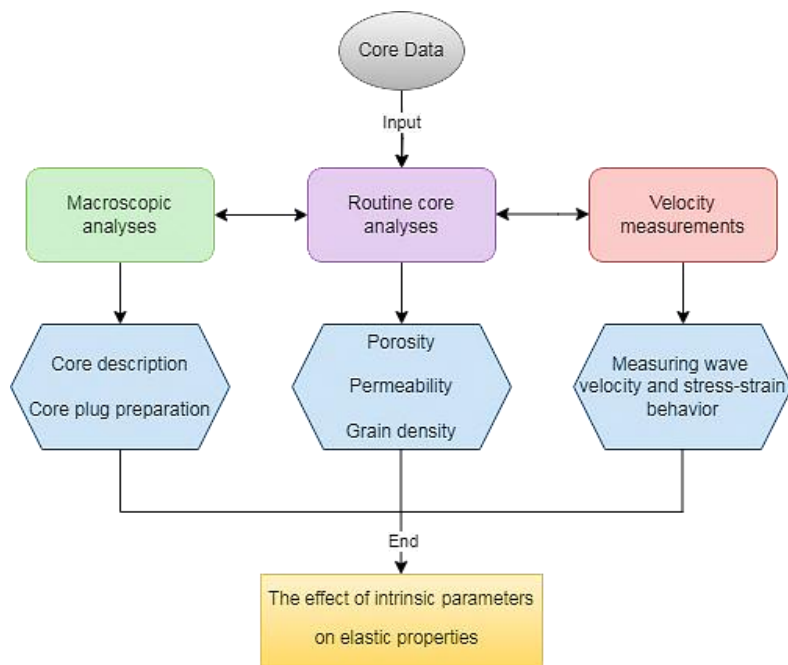 Core Data
Input
Macroscopic
analyses
Routine core
analyses
Velocity
measurements
Core description
Core plug preparation
Porosity
Permeability
Grain density
Measuring wave
velocity and stress-strain
behavior
End
The effect of intrinsic parameters
on elastic properties